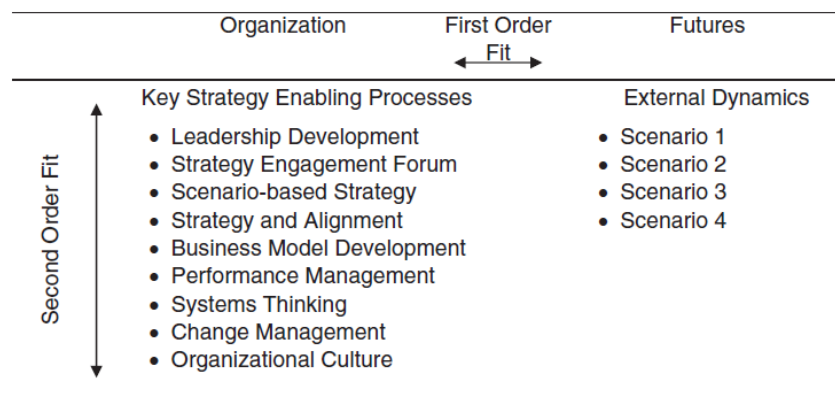 Organization First Order Futures
Fit
Key Strategy Enabling Processes External Dynamics
• Leadership Development • Scenario 1
• Strategy Engagement Forum • Scenario 2
• Scenario-based Strategy • Scenario 3
• Strategy and Alignment • Scenario 4
• Business Model Development
• Performance Management
• Systems Thinking
• Change Management
• Organizational Culture
Second Order Fit